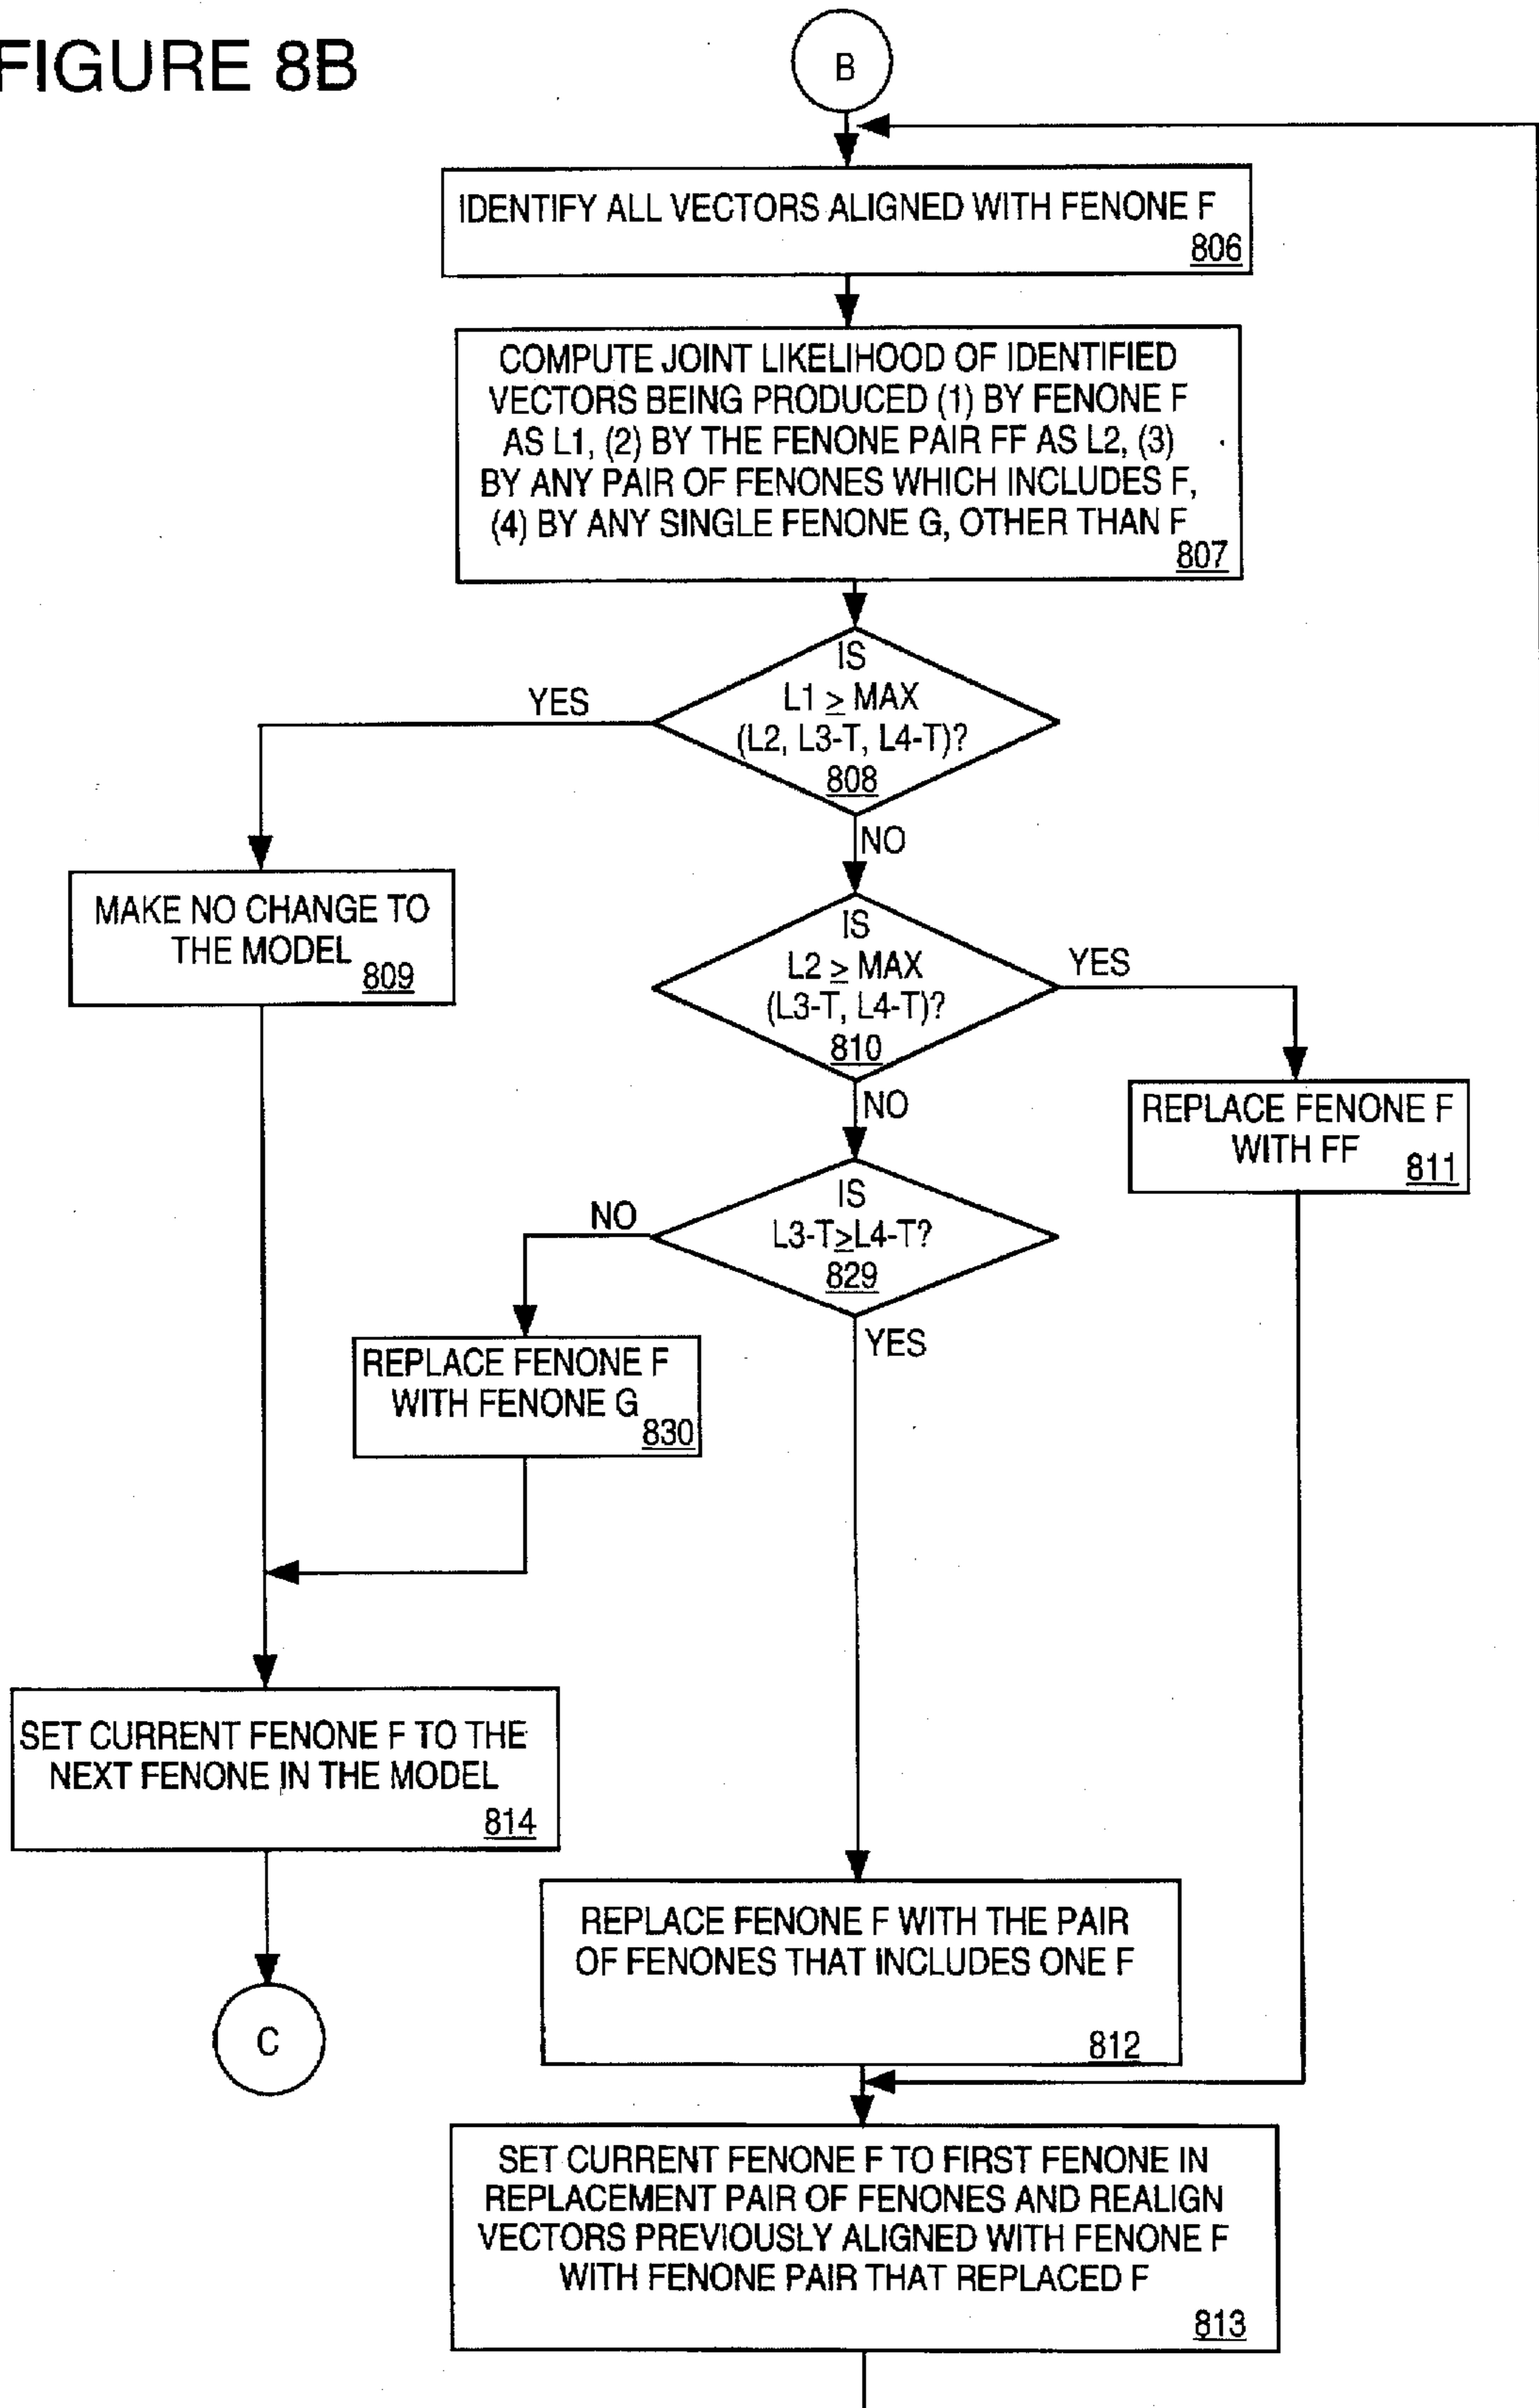 FIGURE 8B
B
IDENTIFY ALL VECTORS ALIGNED WITH FENONE F
806
COMPUTE JOINT LIKELIHOOD OF IDENTIFIED
VECTORS BEING PRODUCED (1) BY FENONE F
AS L1, (2) BY THE FENONE PAIR FF AS L2, (3)
BY ANY PAIR OF FENONES WHICH INCLUDES F,
(4) BY ANY SINGLE FENONE G, OTHER THAN F
807
IS
L1 ≥ MAX
(L2, L3-T, L4-T)?
808
YES
NO
MAKE NO CHANGE TO
THE MODEL
809
IS
L2 ≥ MAX
(L3-T, L4-T)?
810
YES
NO
REPLACE FENONE F
WITH FF
811
IS
L3-T≥L4-T?
829
NO
YES
REPLACE FENONE F
WITH FENONE G
830
SET CURRENT FENONE F TO THE
NEXT FENONE IN THE MODEL
814
C
REPLACE FENONE F WITH THE PAIR
OF FENONES THAT INCLUDES ONE F
812
SET CURRENT FENONE F TO FIRST FENONE IN
REPLACEMENT PAIR OF FENONES AND REALIGN
VECTORS PREVIOUSLY ALIGNED WITH FENONE F
WITH FENONE PAIR THAT REPLACED F
813